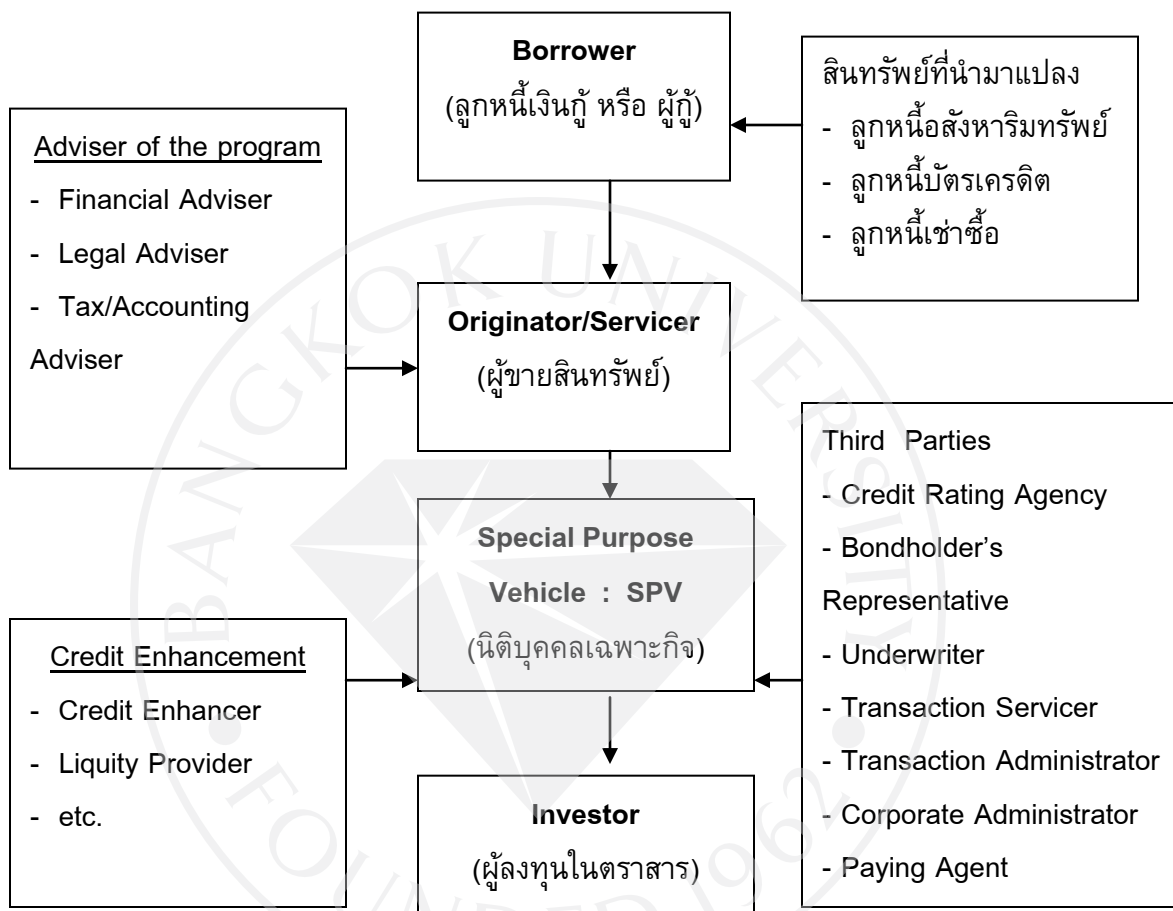 Borrower
(ลูกหนี้เงินกู้ หรือ ผู้กู้)
สินทรัพย์ที่นำมาแปลง
- ลูกหนี้อสังหาริมทรัพย์
- ลูกหนี้บัตรเครดิต
- ลูกหนี้เช่าซื้อ
Adviser of the program
- Financial Adviser
- Legal Adviser
- Tax/Accounting
Adviser
Originator/Servicer
(ผู้ขายสินทรัพย์)
Third Parties
- Credit Rating Agency
- Bondholder's
Representative
- Underwriter
- Transaction Servicer
- Transaction Administrator
- Corporate Administrator
- Paying Agent
Special Purpose
Vehicle : SPV
(นิติบุคคลเฉพาะกิจ)
Credit Enhancement
- Credit Enhancer
- Liquity Provider
- etc.
Investor
(ผู้ลงทุนในตราสาร)
BANGKOK UNIVERSITY
FOUNDED 1962